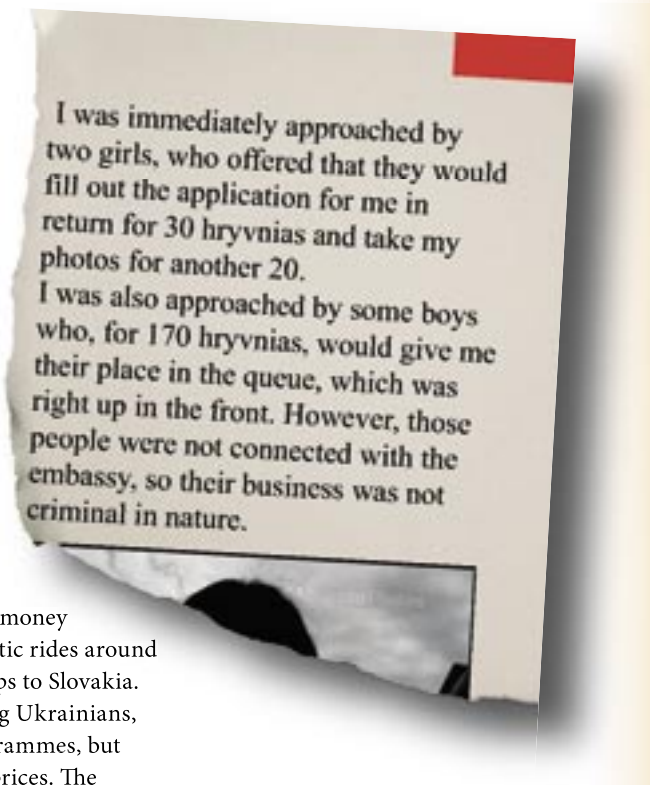 I was immediately approached by
two girls, who offered that they would
fill out the application for me in
return for 30 hryvnias and take my
photos for another 20.
I was also approached by some boys
who, for 170 hryvnias, would give me
their place in the queue, which was
right up in the front. However, those
people were not connected with the
embassy, so their business was not
criminal in nature.
money
tic rides around
ps to Slovakia.
g Ukrainians,
rammes, but
rices. The